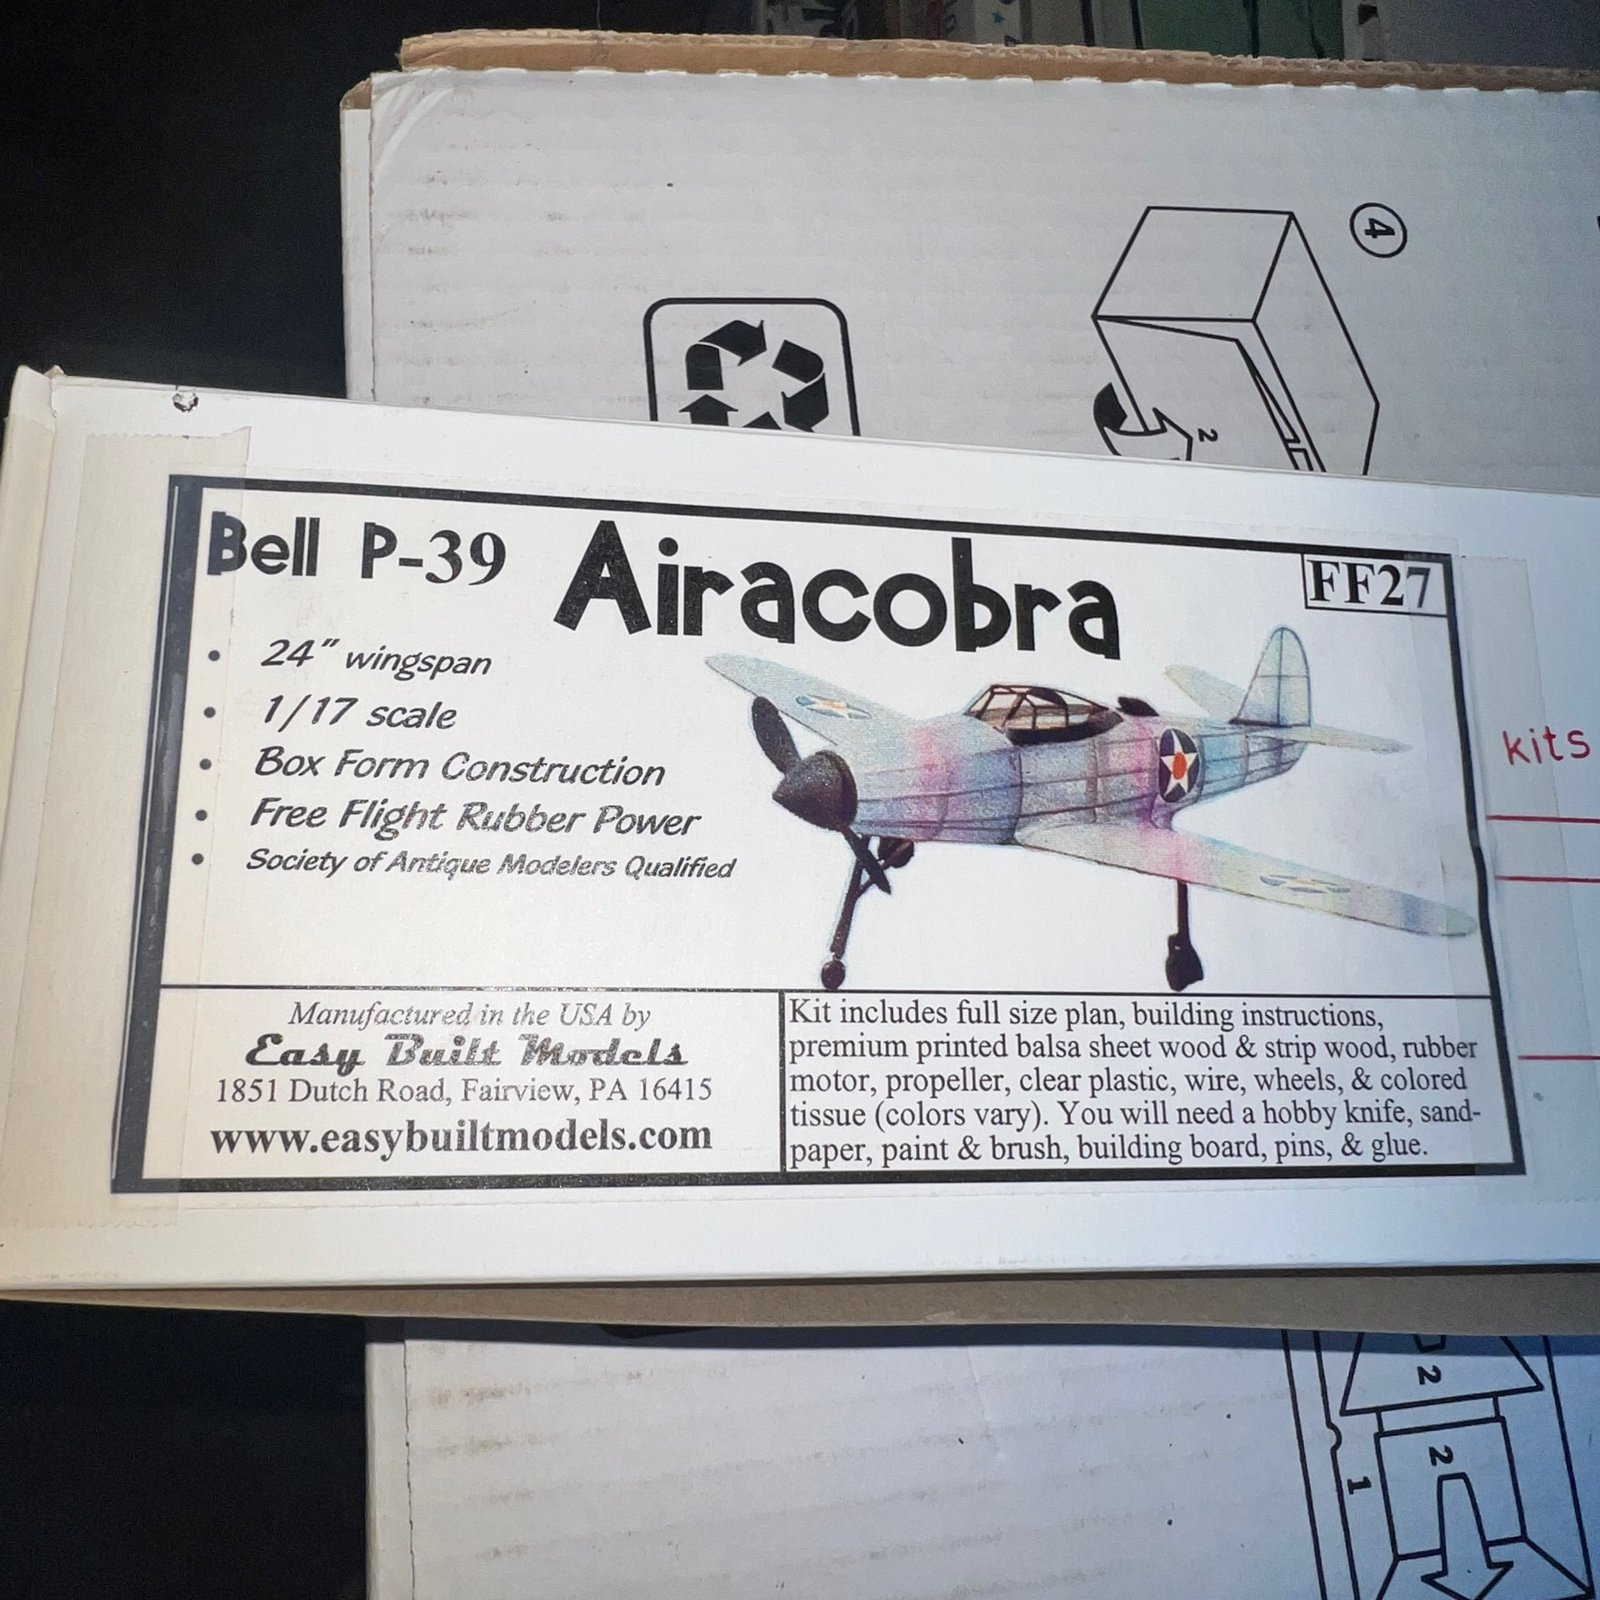 4
2
Bell P-39 Airacobra FF27
• 24" wingspan
• 1/17 scale
• Box Form Construction
• Free Flight Rubber Power
• Society of Antique Modelers Qualified
kits
Manufactured in the USA by
Easy Built Models
1851 Dutch Road, Fairview, PA 16415
www.easybuiltmodels.com
Kit includes full size plan, building instructions,
premium printed balsa sheet wood & strip wood, rubber
motor, propeller, clear plastic, wire, wheels, & colored
tissue (colors vary). You will need a hobby knife, sand-
paper, paint & brush, building board, pins, & glue.
2
2
1